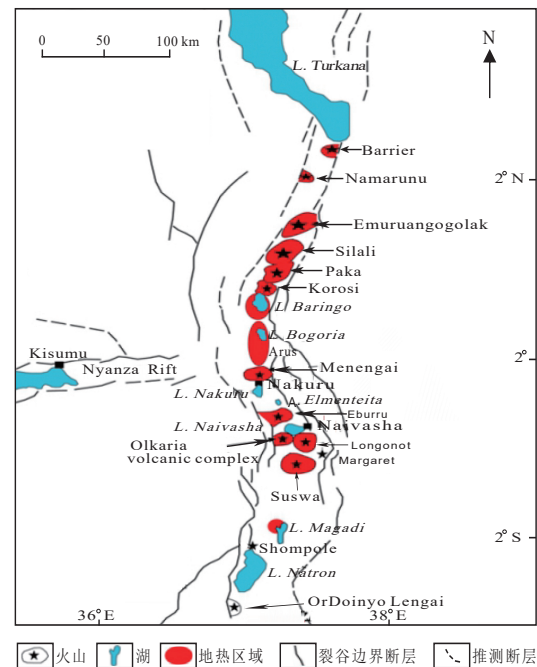 0 50 100 km
N
L. Turkana
Barrier
Namarunu
2°N
Emuruangogolak
Silali
Paka
Korosi
L. Baringo
L. Bogoria
Arus
Kisumu
Nyanza Rift
2°
Menengai
Nakuru
L. Nakuru
L. Elmenteita
Eburru
L. Naivasha
Naivasha
Olkaria
volcanic complex
Longonot
Margaret
Suswa
L. Magadi
2°S
Shompole
L. Natron
OrDoinyo Lengai
36°E
38°E
火山 湖 地热区域 裂谷边界断层 推测断层